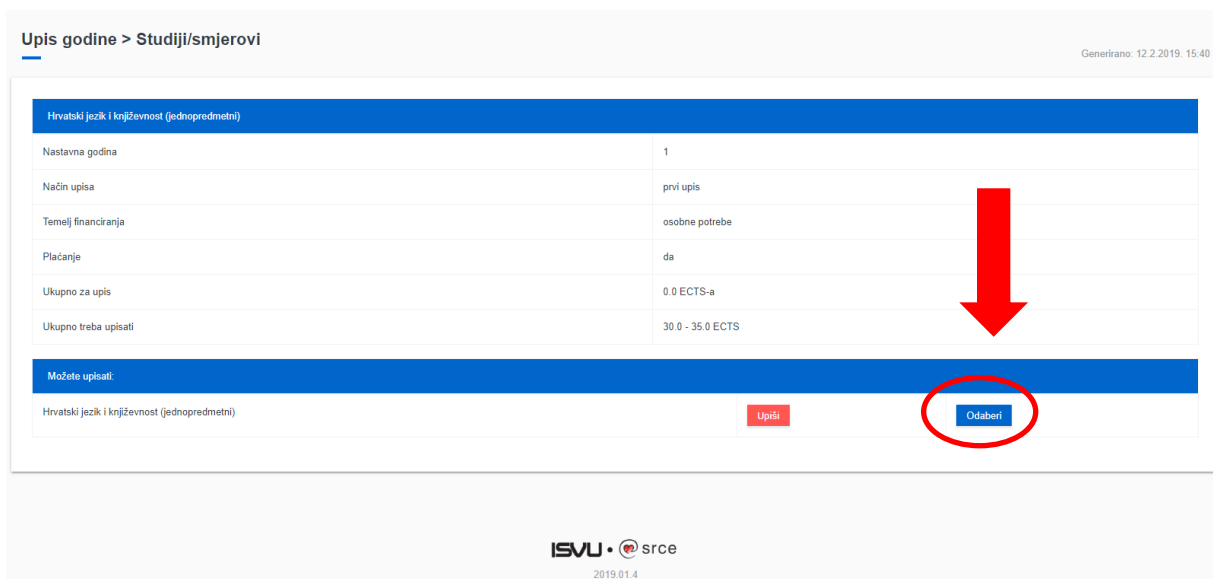 Upis godine > Studiji/smjerovi
Generirano: 12.2.2019. 15:40
Hrvatski jezik i književnost (jednopredmetni)
Nastavna godina 1
Način upisa prvi upis
Temelj financiranja osobne potrebe
Plaćanje da
Ukupno za upis 0.0 ECTS-a
Ukupno treba upisati 30.0 - 35.0 ECTS
Možete upisati:
Hrvatski jezik i književnost (jednopredmetni) Upiši Odaberi
ISVU • srce
2019.01.4